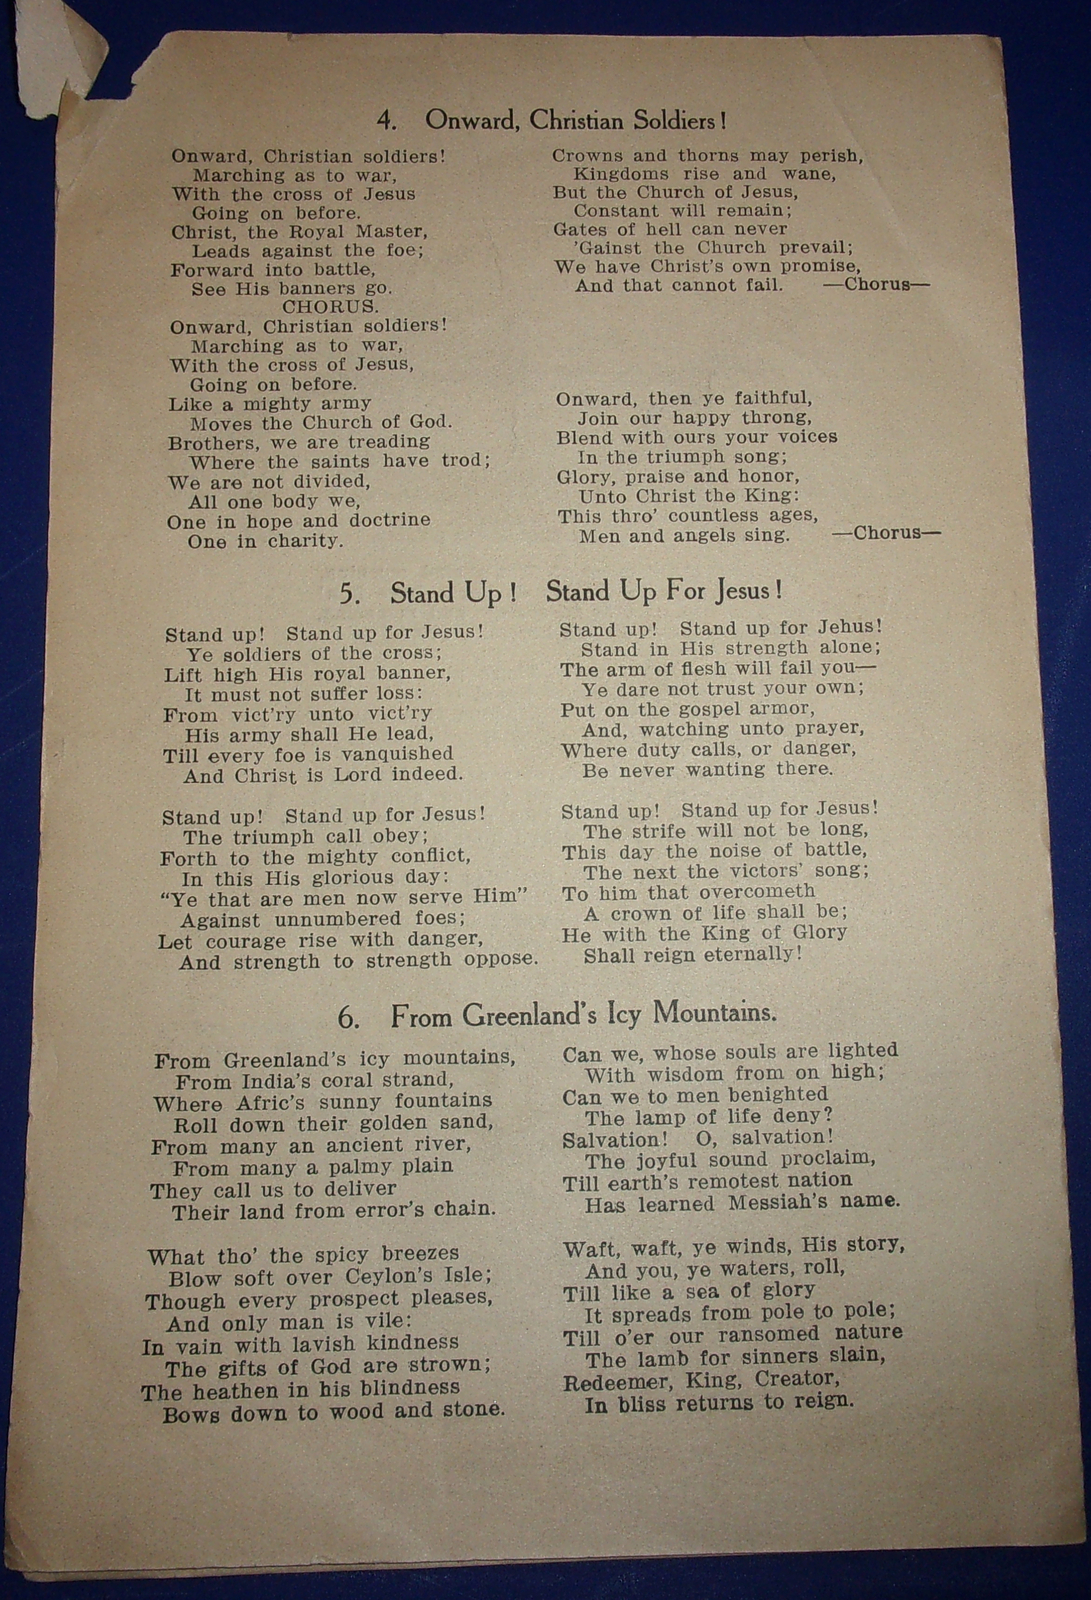 4. Onward, Christian Soldiers!
Onward, Christian soldiers!
Marching as to war,
With the cross of Jesus
Going on before.
Christ, the Royal Master,
Leads against the foe;
Forward into battle,
See His banners go.
CHORUS.
Onward, Christian soldiers!
Marching as to war,
With the cross of Jesus,
Going on before.
Like a mighty army
Moves the Church of God.
Brothers, we are treading
Where the saints have trod;
We are not divided,
All one body we,
One in hope and doctrine
One in charity.
Crowns and thorns may perish,
Kingdoms rise and wane,
But the Church of Jesus,
Constant will remain;
Gates of hell can never
'Gainst the Church prevail;
We have Christ's own promise,
And that cannot fail. —Chorus—
Onward, then ye faithful,
Join our happy throng,
Blend with ours your voices
In the triumph song;
Glory, praise and honor,
Unto Christ the King:
This thro' countless ages,
Men and angels sing. —Chorus—
5. Stand Up! Stand Up For Jesus!
Stand up! Stand up for Jesus!
Ye soldiers of the cross;
Lift high His royal banner,
It must not suffer loss:
From vict'ry unto vict'ry
His army shall He lead,
Till every foe is vanquished
And Christ is Lord indeed.
Stand up! Stand up for Jesus!
The triumph call obey;
Forth to the mighty conflict,
In this His glorious day:
"Ye that are men now serve Him"
Against unnumbered foes;
Let courage rise with danger,
And strength to strength oppose.
Stand up! Stand up for Jehus!
Stand in His strength alone;
The arm of flesh will fail you—
Ye dare not trust your own;
Put on the gospel armor,
And, watching unto prayer,
Where duty calls, or danger,
Be never wanting there.
Stand up! Stand up for Jesus!
The strife will not be long,
This day the noise of battle,
The next the victors' song;
To him that overcometh
A crown of life shall be;
He with the King of Glory
Shall reign eternally!
6. From Greenland's Icy Mountains.
From Greenland's icy mountains,
From India's coral strand,
Where Afric's sunny fountains
Roll down their golden sand,
From many an ancient river,
From many a palmy plain
They call us to deliver
Their land from error's chain.
What tho' the spicy breezes
Blow soft over Ceylon's Isle;
Though every prospect pleases,
And only man is vile:
In vain with lavish kindness
The gifts of God are strown;
The heathen in his blindness
Bows down to wood and stone.
Can we, whose souls are lighted
With wisdom from on high;
Can we to men benighted
The lamp of life deny?
Salvation! O, salvation!
The joyful sound proclaim,
Till earth's remotest nation
Has learned Messiah's name.
Waft, waft, ye winds, His story,
And you, ye waters, roll,
Till like a sea of glory
It spreads from pole to pole;
Till o'er our ransomed nature
The lamb for sinners slain,
Redeemer, King, Creator,
In bliss returns to reign.